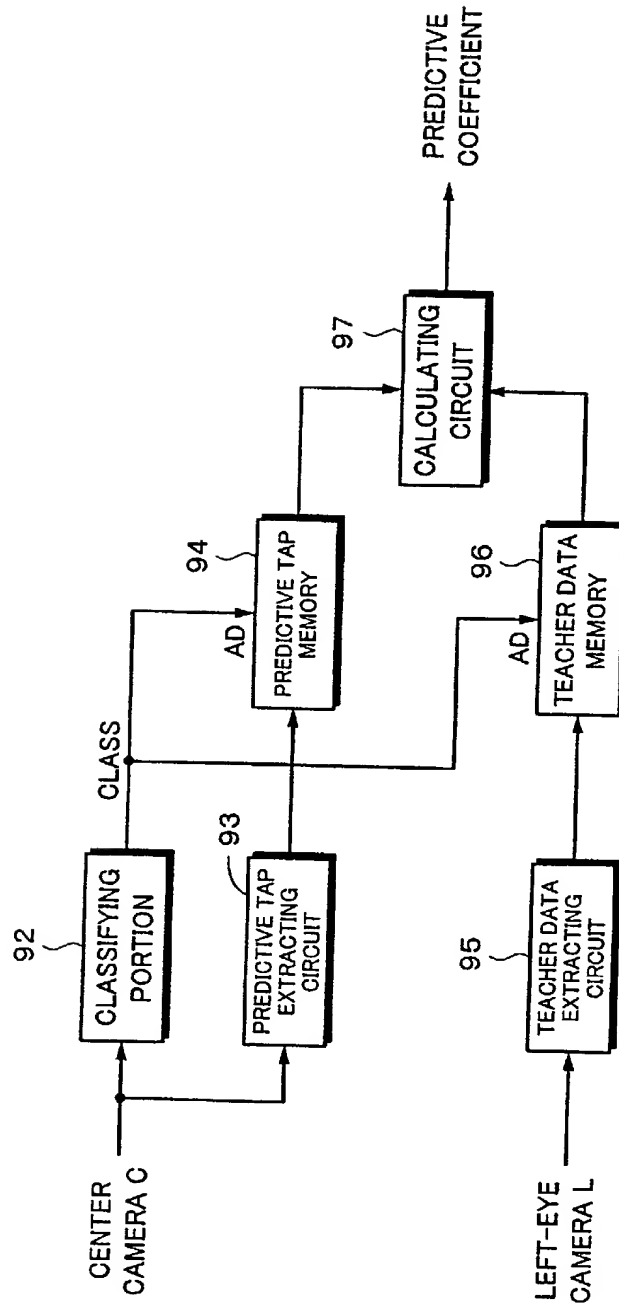 CENTER
CAMERA C
92
CLASSIFYING
PORTION
CLASS
93
PREDICTIVE TAP
EXTRACTING
CIRCUIT
94
AD
PREDICTIVE TAP
MEMORY
LEFT-EYE
CAMERA L
95
TEACHER DATA
EXTRACTING
CIRCUIT
96
AD
TEACHER DATA
MEMORY
97
CALCULATING
CIRCUIT
PREDICTIVE
COEFFICIENT